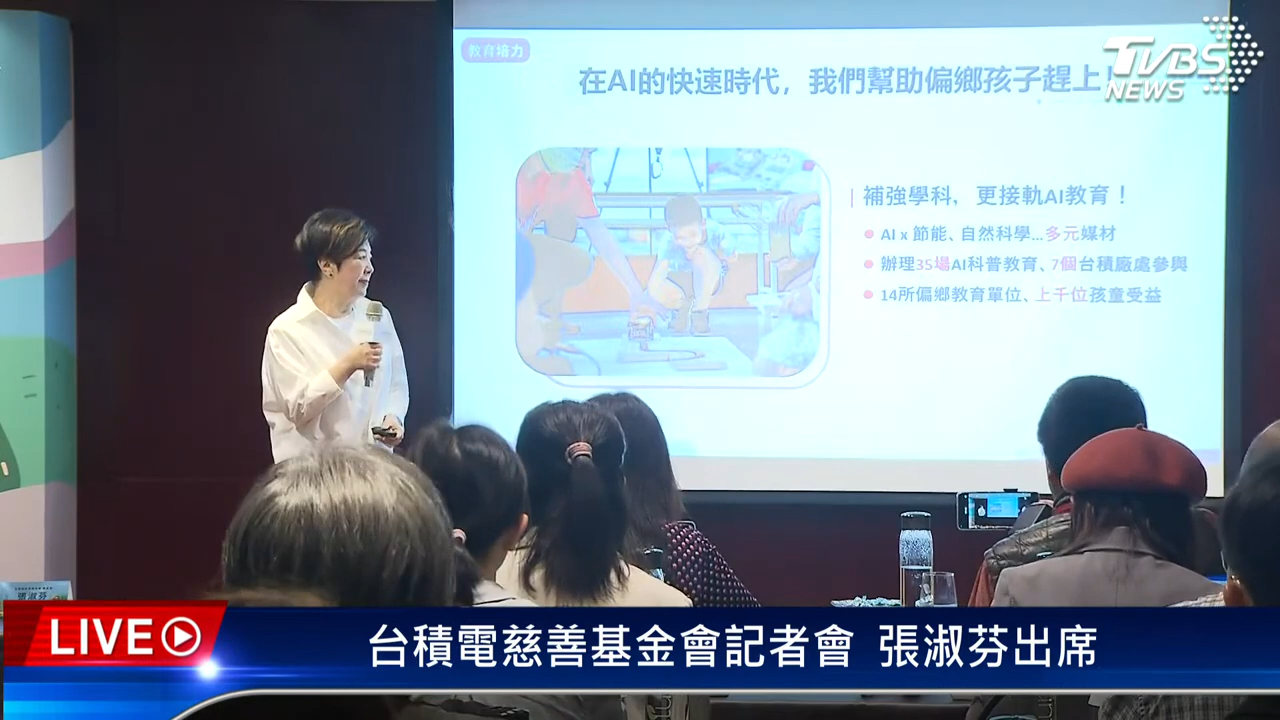 教育培力
在AI的快速時代，我們幫助偏鄉孩子趕上！
TVBS
NEWS
補強學科，更接軌AI教育！
AI x 節能、自然科學...多元媒材
辦理35場AI科普教育、7個台積廠處參與
14所偏鄉教育單位、上千位孩童受益
張淑芬
LIVE
台積電慈善基金會記者會 張淑芬出席